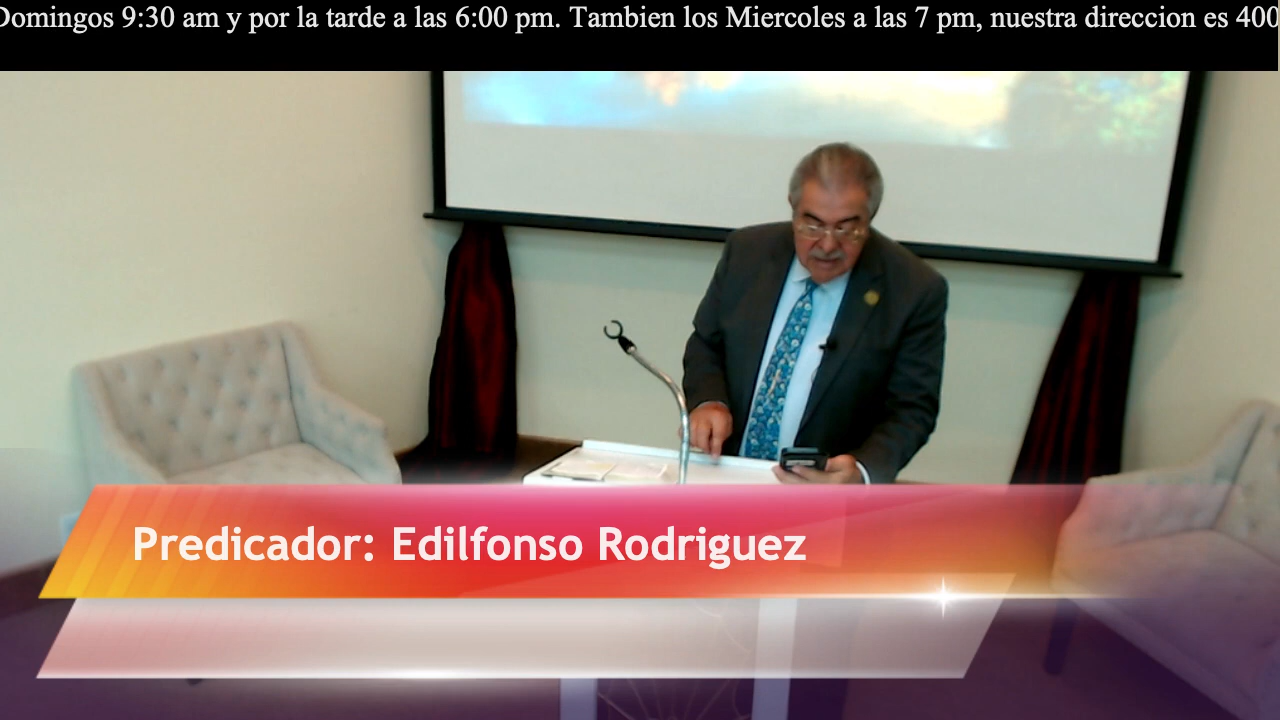 Domingos 9:30 am y por la tarde a las 6:00 pm. Tambien los Miercoles a las 7 pm, nuestra direccion es 400
Predicador: Edilfonso Rodriguez